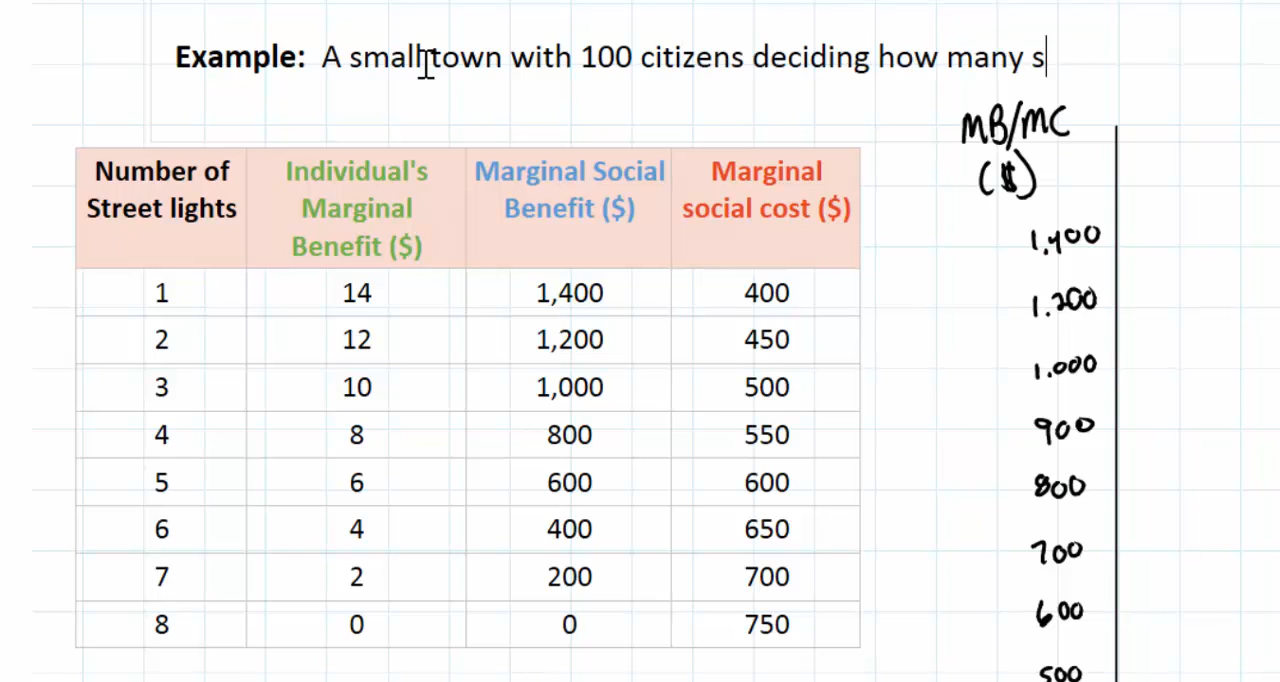 Example: A small town with 100 citizens deciding how many s
MB/MC
($)
Number of Street lights Individual's Marginal Benefit ($) Marginal Social Benefit ($) Marginal social cost ($)
1 14 1,400 400
2 12 1,200 450
3 10 1,000 500
4 8 800 550
5 6 600 600
6 4 400 650
7 2 200 700
8 0 0 750
1,400
1.200
1.000
900
800
700
600
500